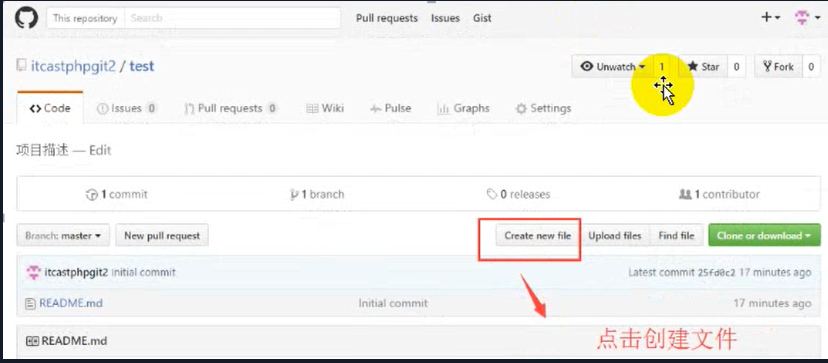 This repository Search Pull requests Issues Gist
itcastphpgit2 / test Unwatch 1 Star 0 Fork 0
Code Issues 0 Pull requests 0 Wiki Pulse Graphs Settings
项目描述 — Edit
1 commit 1 branch 0 releases 1 contributor
Branch: master New pull request Create new file Upload files Find file Clone or download
itcastphpgit2 initial commit Latest commit 25fd0c2 17 minutes ago
README.md Initial commit 17 minutes ago
README.md
点击创建文件